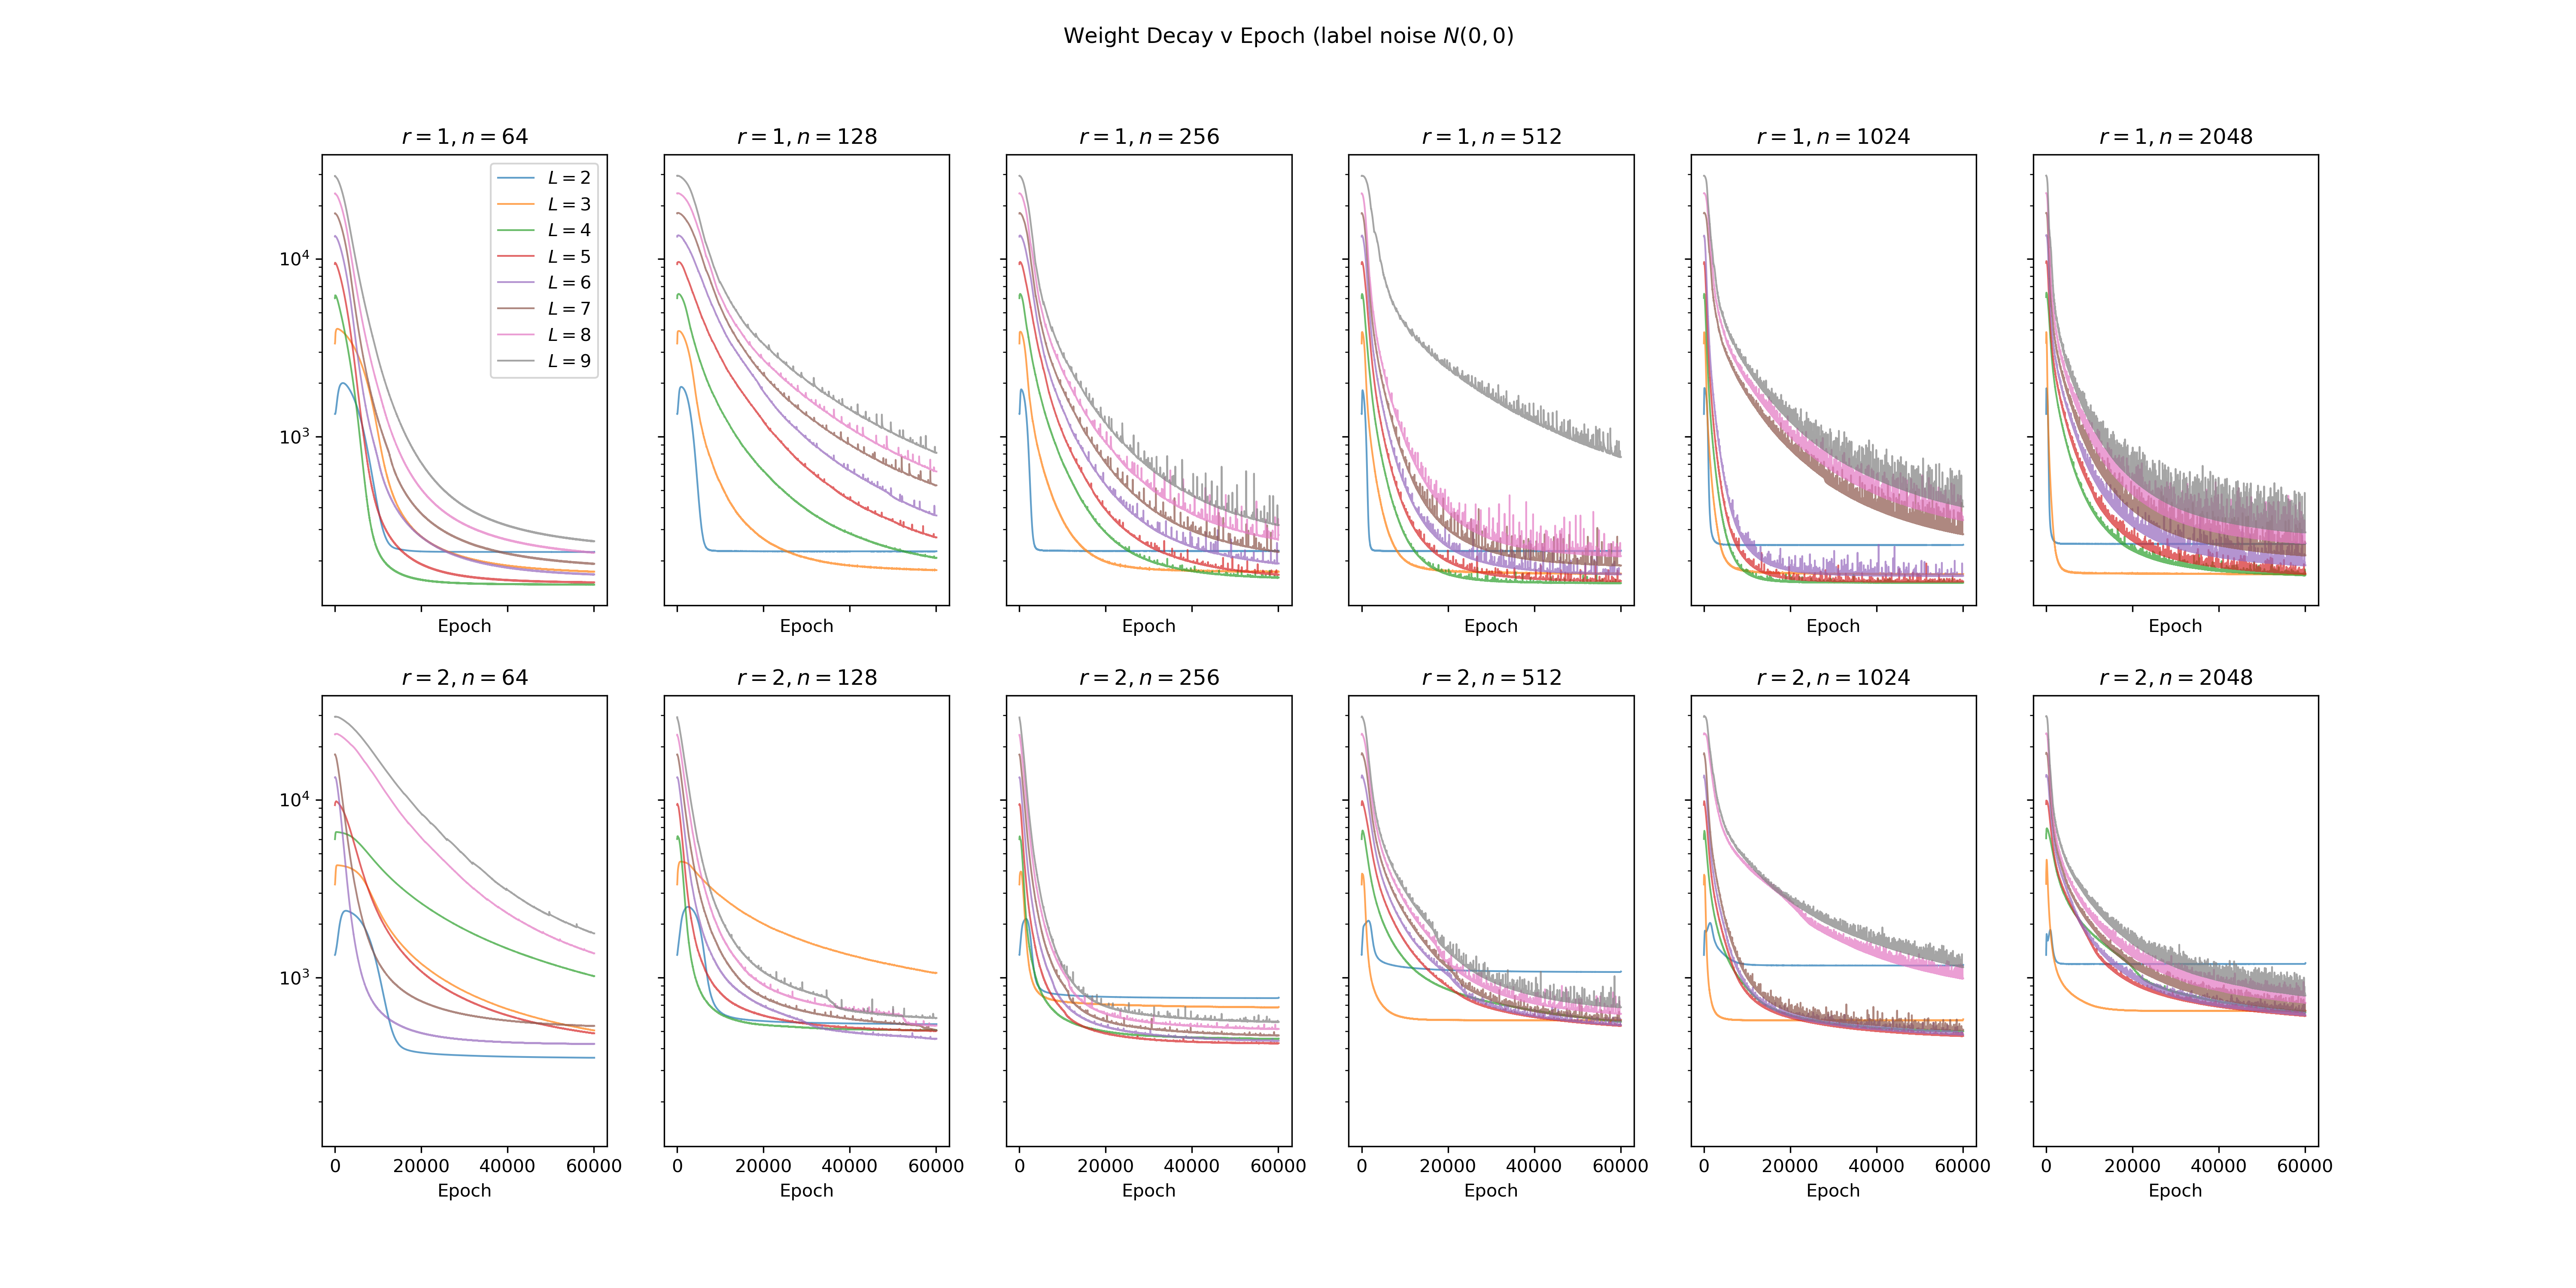 Weight Decay v Epoch (label noise N(0, 0)
r = 1, n = 64
r = 1, n = 128
r = 1, n = 256
r = 1, n = 512
r = 1, n = 1024
r = 1, n = 2048
L = 2
L = 3
L = 4
L = 5
L = 6
L = 7
L = 8
L = 9
10⁴
10³
Epoch
Epoch
Epoch
Epoch
Epoch
Epoch
r = 2, n = 64
r = 2, n = 128
r = 2, n = 256
r = 2, n = 512
r = 2, n = 1024
r = 2, n = 2048
10⁴
10³
0 20000 40000 60000
0 20000 40000 60000
0 20000 40000 60000
0 20000 40000 60000
0 20000 40000 60000
0 20000 40000 60000
Epoch
Epoch
Epoch
Epoch
Epoch
Epoch